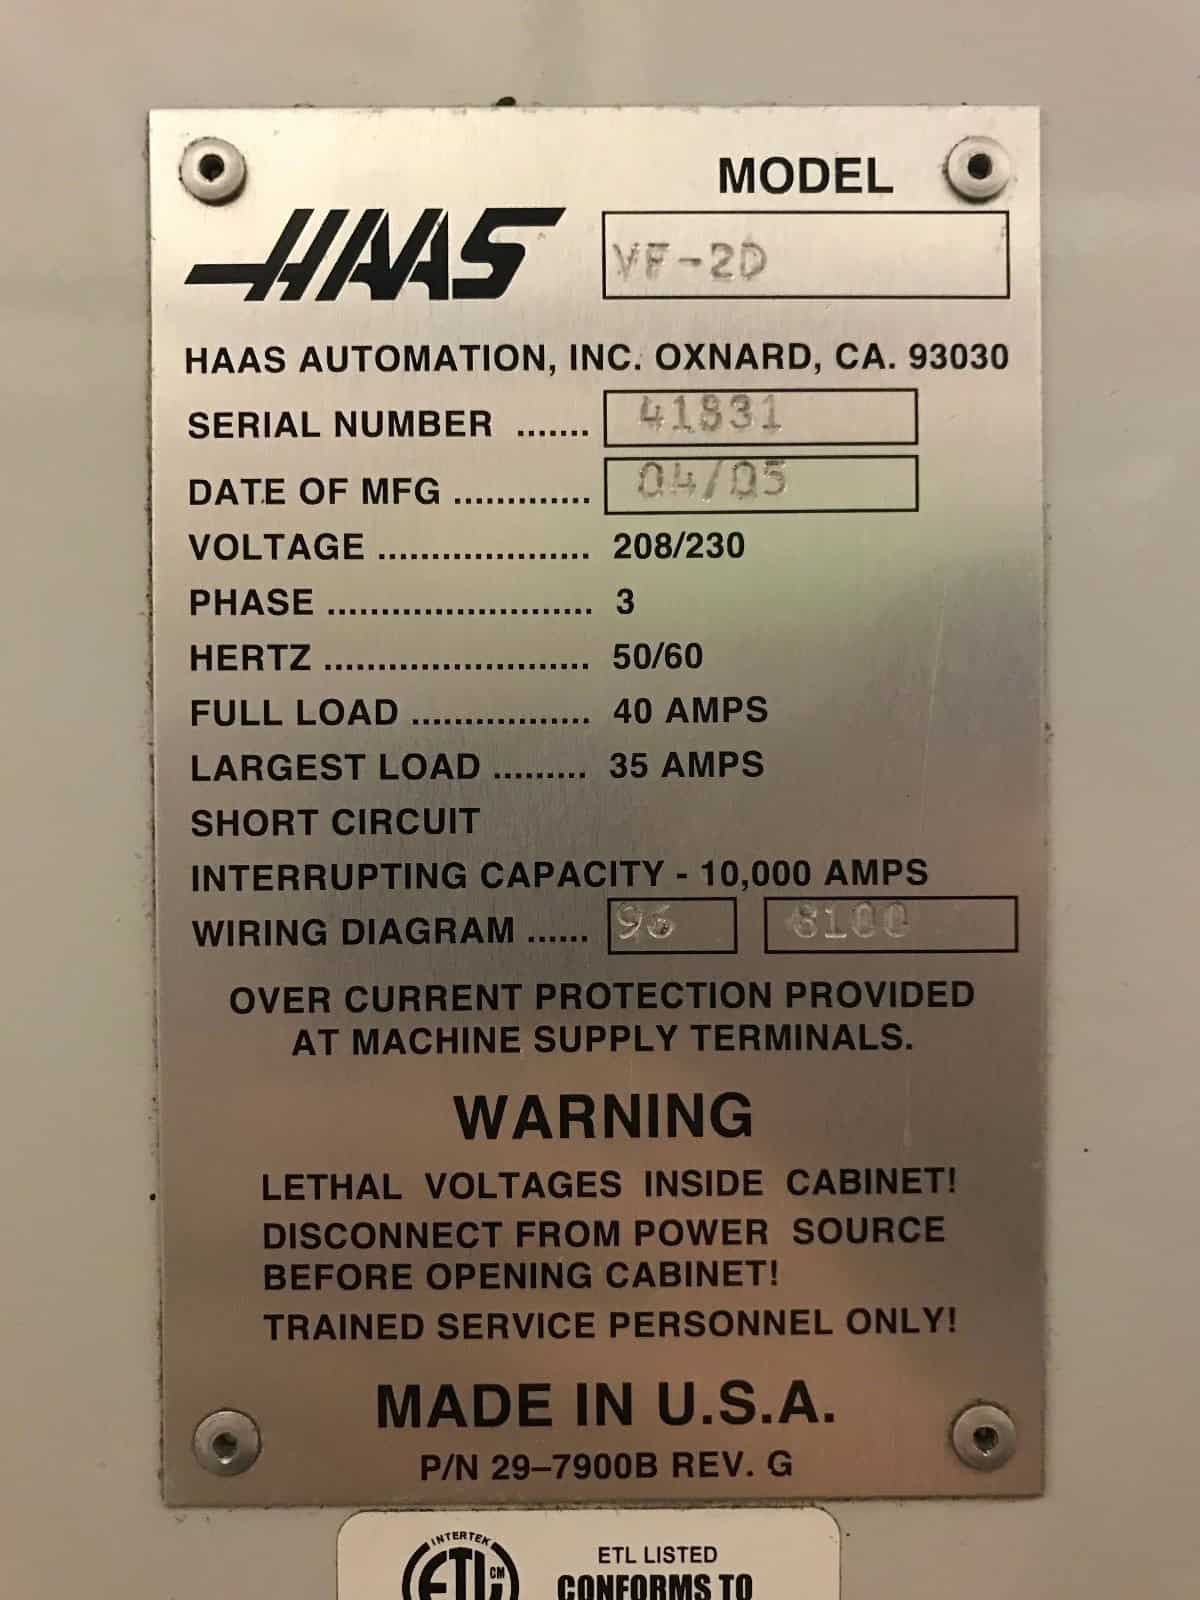 MODEL
HAAS
VF-2D
HAAS AUTOMATION, INC. OXNARD, CA. 93030
SERIAL NUMBER ....... 41831
DATE OF MFG ............. 04/05
VOLTAGE .................... 208/230
PHASE ......................... 3
HERTZ ......................... 50/60
FULL LOAD ................. 40 AMPS
LARGEST LOAD ......... 35 AMPS
SHORT CIRCUIT
INTERRUPTING CAPACITY - 10,000 AMPS
WIRING DIAGRAM ...... 96 8100
OVER CURRENT PROTECTION PROVIDED
AT MACHINE SUPPLY TERMINALS.
WARNING
LETHAL VOLTAGES INSIDE CABINET!
DISCONNECT FROM POWER SOURCE
BEFORE OPENING CABINET!
TRAINED SERVICE PERSONNEL ONLY!
MADE IN U.S.A.
P/N 29–7900B REV. G
INTERTEK
ETL CM
ETL LISTED
CONFORMS TO